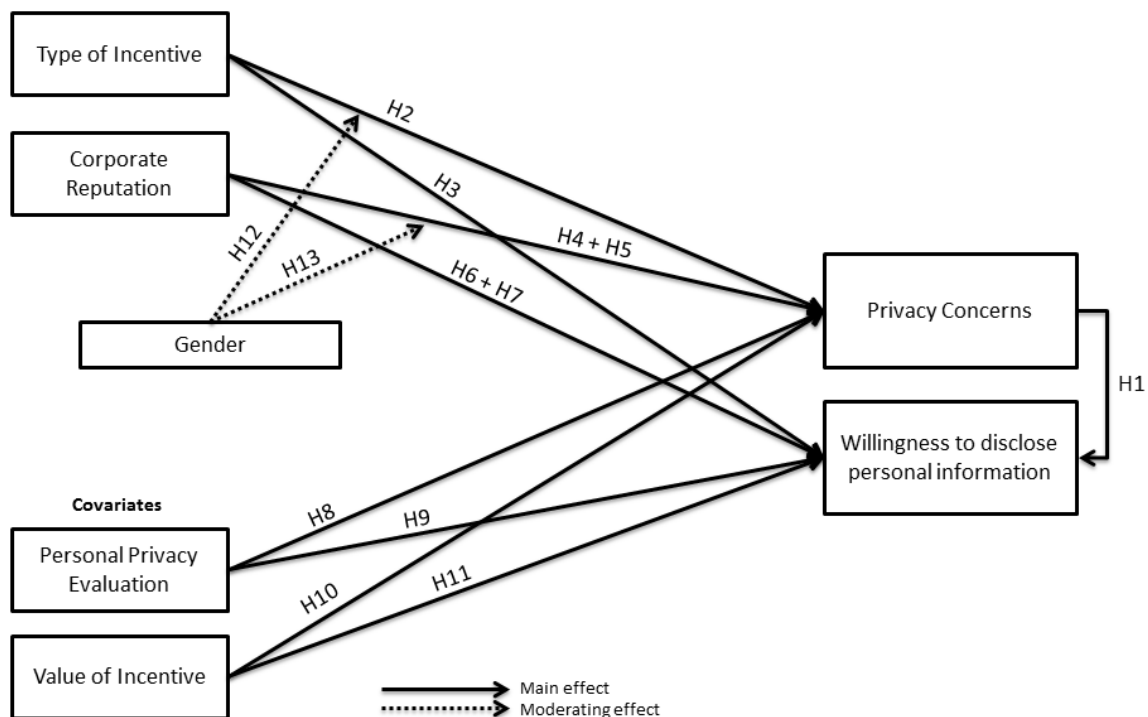 Type of Incentive
H2
Corporate
Reputation
H3
H12
H13
H4 + H5
H6 + H7
Gender
Privacy Concerns
H1
Willingness to disclose
personal information
Covariates
Personal Privacy
Evaluation
H8
H9
H10
H11
Value of Incentive
Main effect
Moderating effect